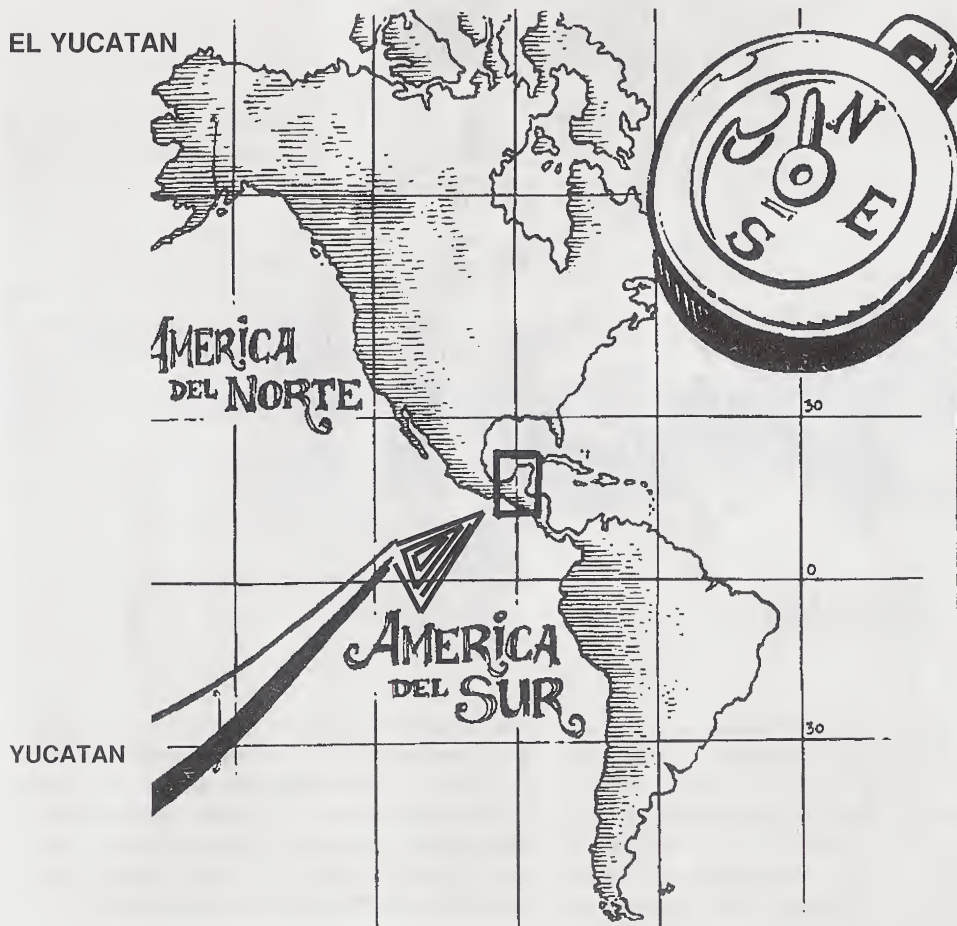 EL YUCATAN
N
E
S
AMERICA
DEL NORTE
30
0
AMERICA
DEL SUR
30
YUCATAN